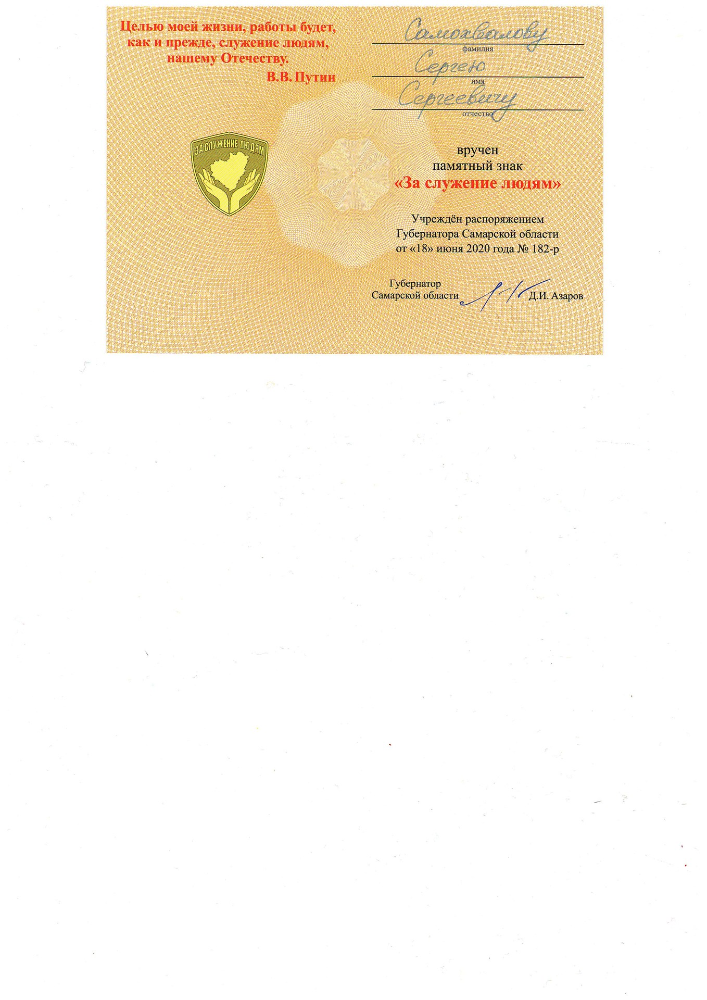 Целью моей жизни, работы будет,
как и прежде, служение людям,
нашему Отечеству.
В.В. Путин
ЗА СЛУЖЕНИЕ ЛЮДЯМ
Самохвалову
фамилия
Сергею
имя
Сергеевичу
отчество
вручен
памятный знак
«За служение людям»
Учреждён распоряжением
Губернатора Самарской области
от «18» июня 2020 года № 182-р
Губернатор
Самарской области Д.И. Азаров